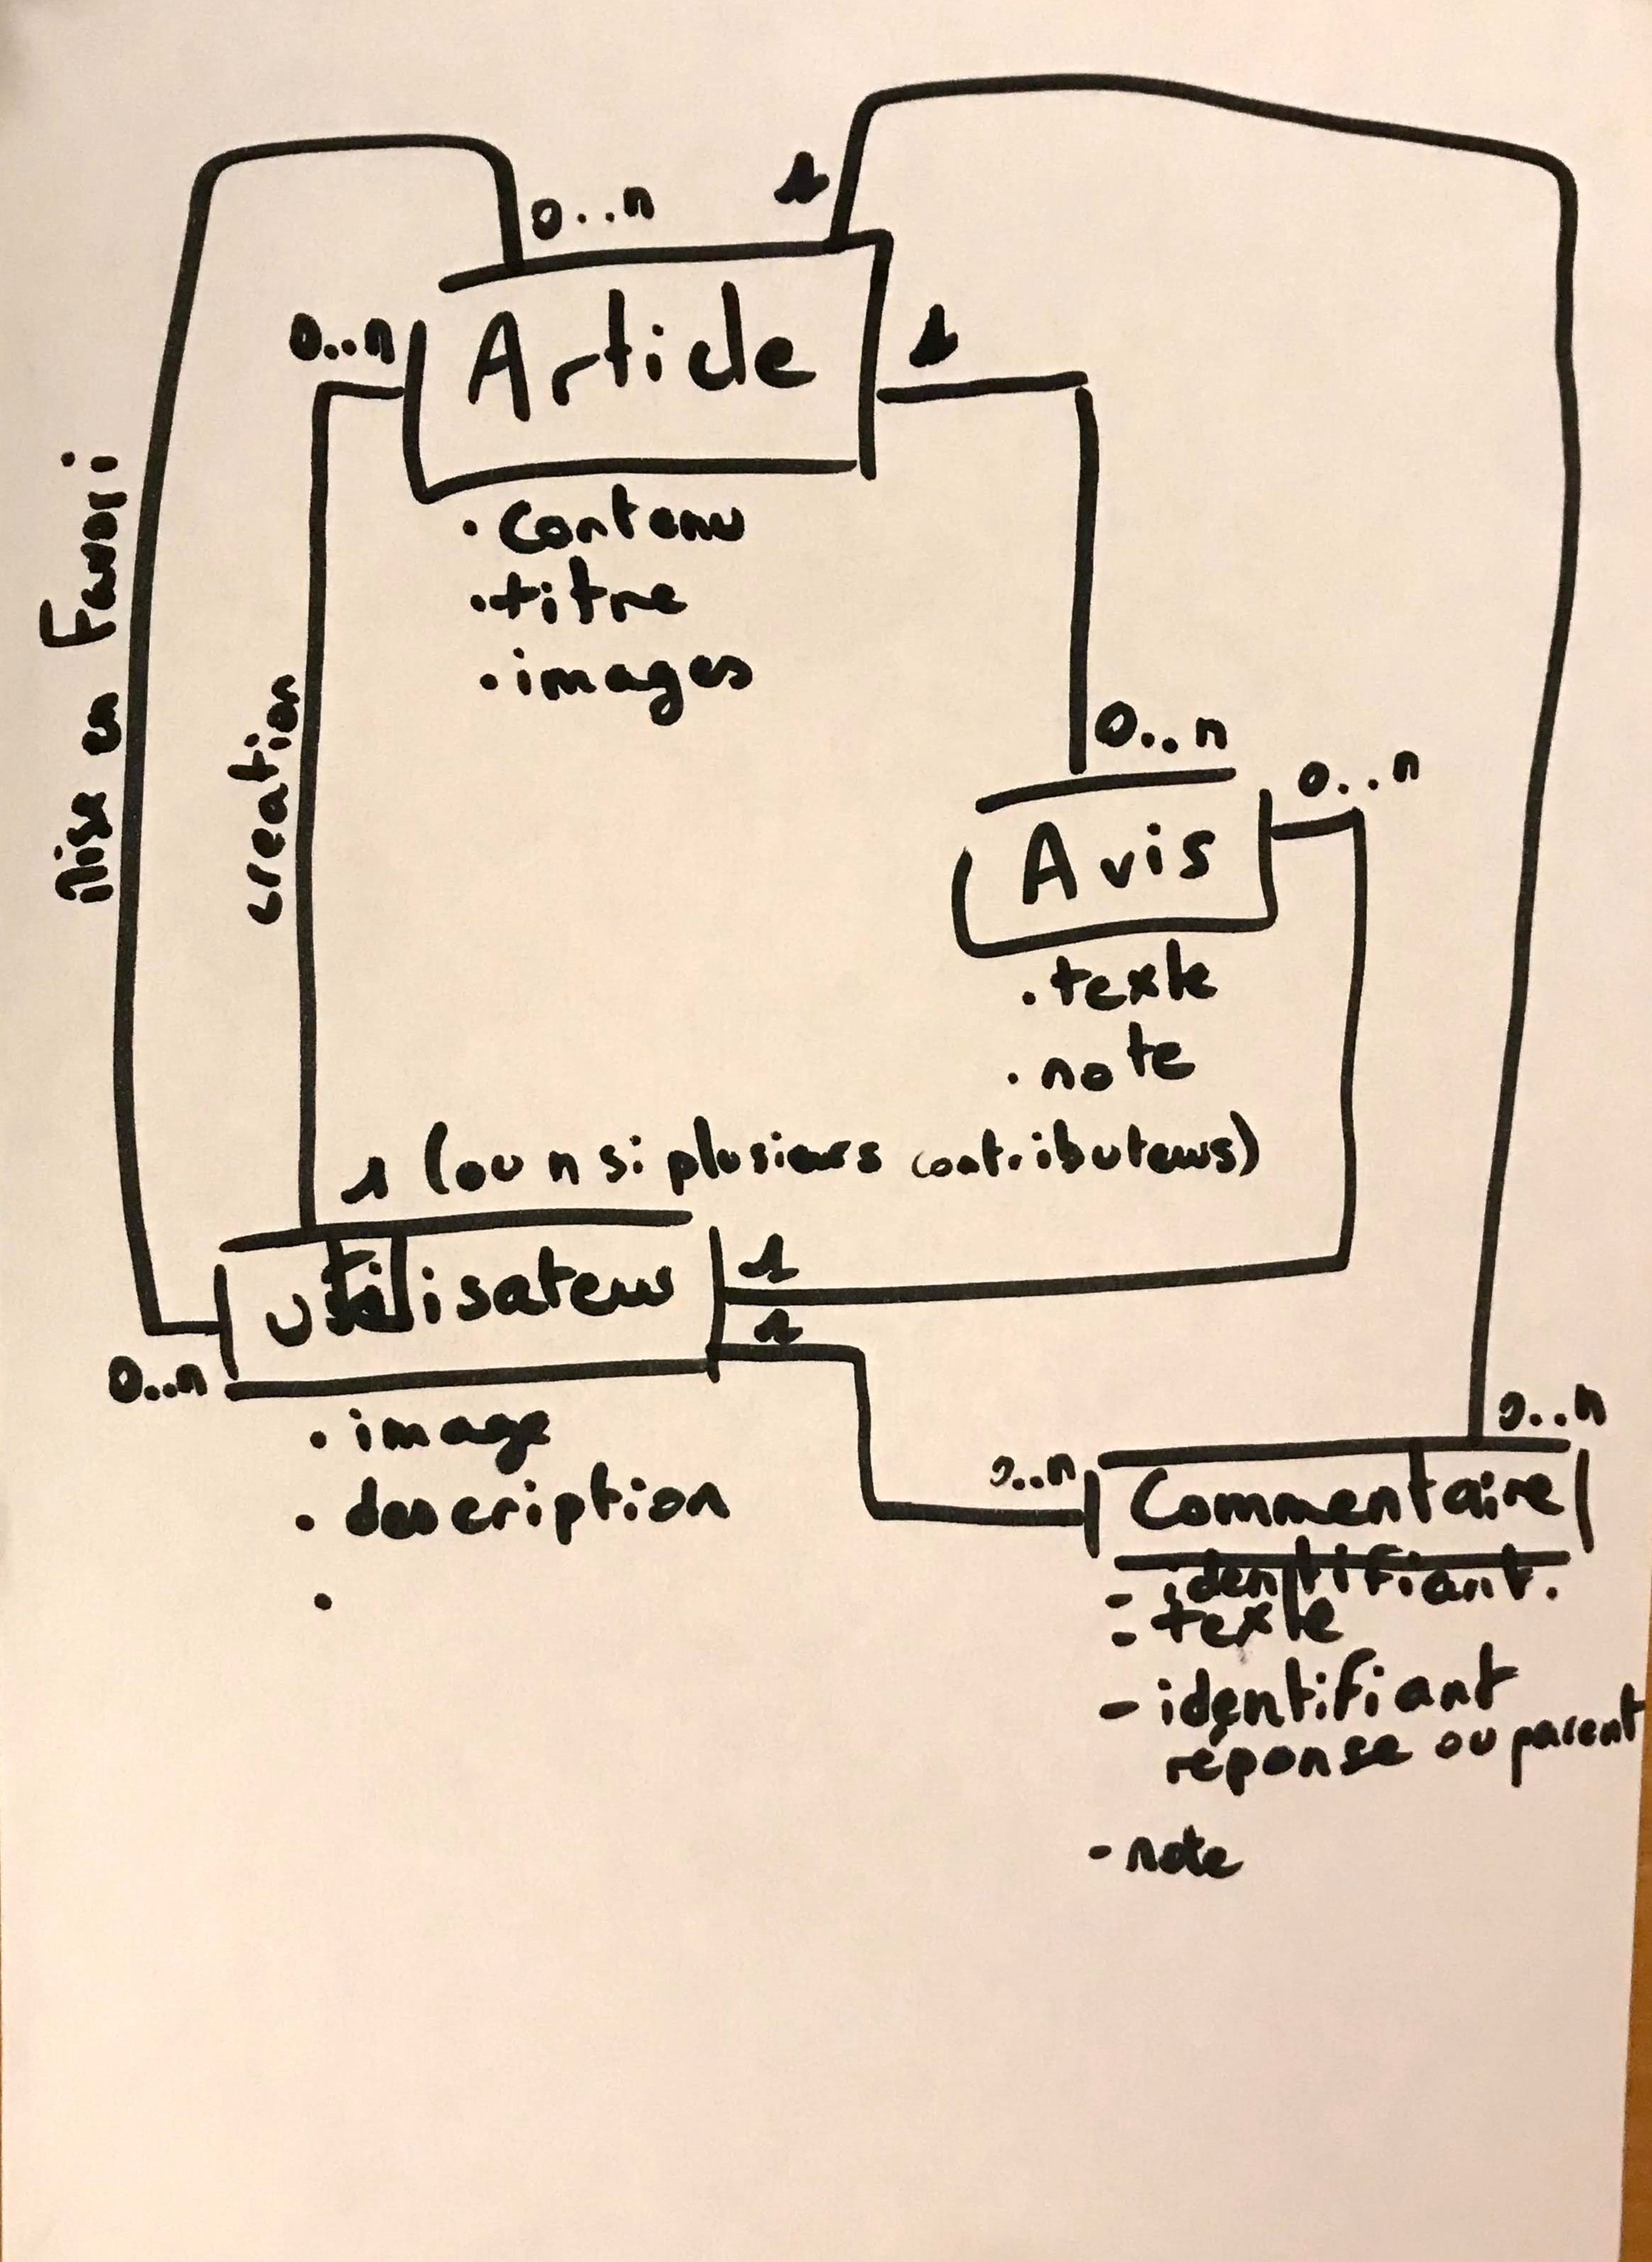 0..n
1
0..n
Article
1
. contenu
. titre
. images
Mise en Favori
creation
0..n
0..n
Avis
. texte
. note
1 (ou n si plusieurs contributeurs)
utilisateur
1
1
0..n
. image
. description
.
0..n
0..n
Commentaire
- identifiant.
- texte
- identifiant
réponse ou parent
- note